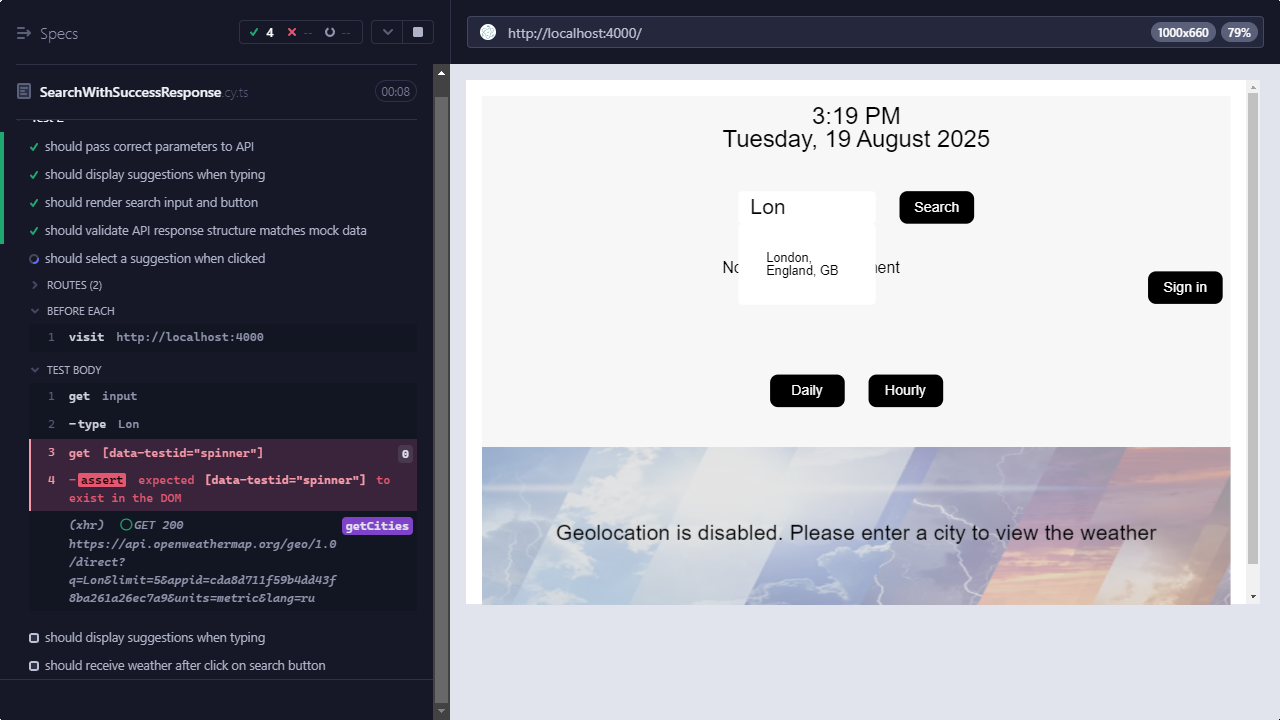 Specs
4
--
--
http://localhost:4000/
1000x660
79%
SearchWithSuccessResponse cy.ts
00:08
should pass correct parameters to API
should display suggestions when typing
should render search input and button
should validate API response structure matches mock data
should select a suggestion when clicked
ROUTES (2)
BEFORE EACH
1 visit http://localhost:4000
TEST BODY
1 get input
2 -type Lon
3 get [data-testid="spinner"] 0
4 -assert expected [data-testid="spinner"] to
exist in the DOM
(xhr) GET 200 getCities
https://api.openweathermap.org/geo/1.0
/direct?
q=Lon&limit=5&appid=cda8d711f59b4dd43f
8ba261a26ec7a9&units=metric&lang=ru
should display suggestions when typing
should receive weather after click on search button
3:19 PM
Tuesday, 19 August 2025
Lon
Search
London,
England, GB
Sign in
Daily
Hourly
Geolocation is disabled. Please enter a city to view the weather